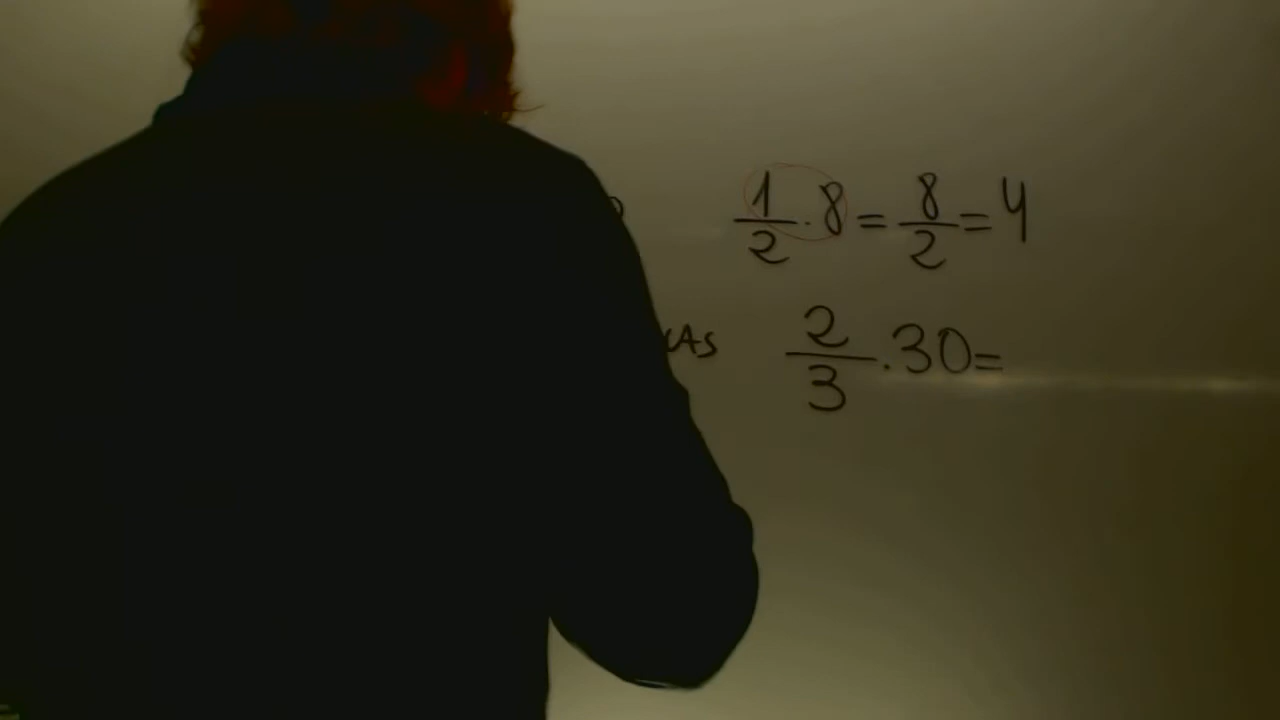 1/2 · 8 = 8/2 = 4
2/3 · 30 =